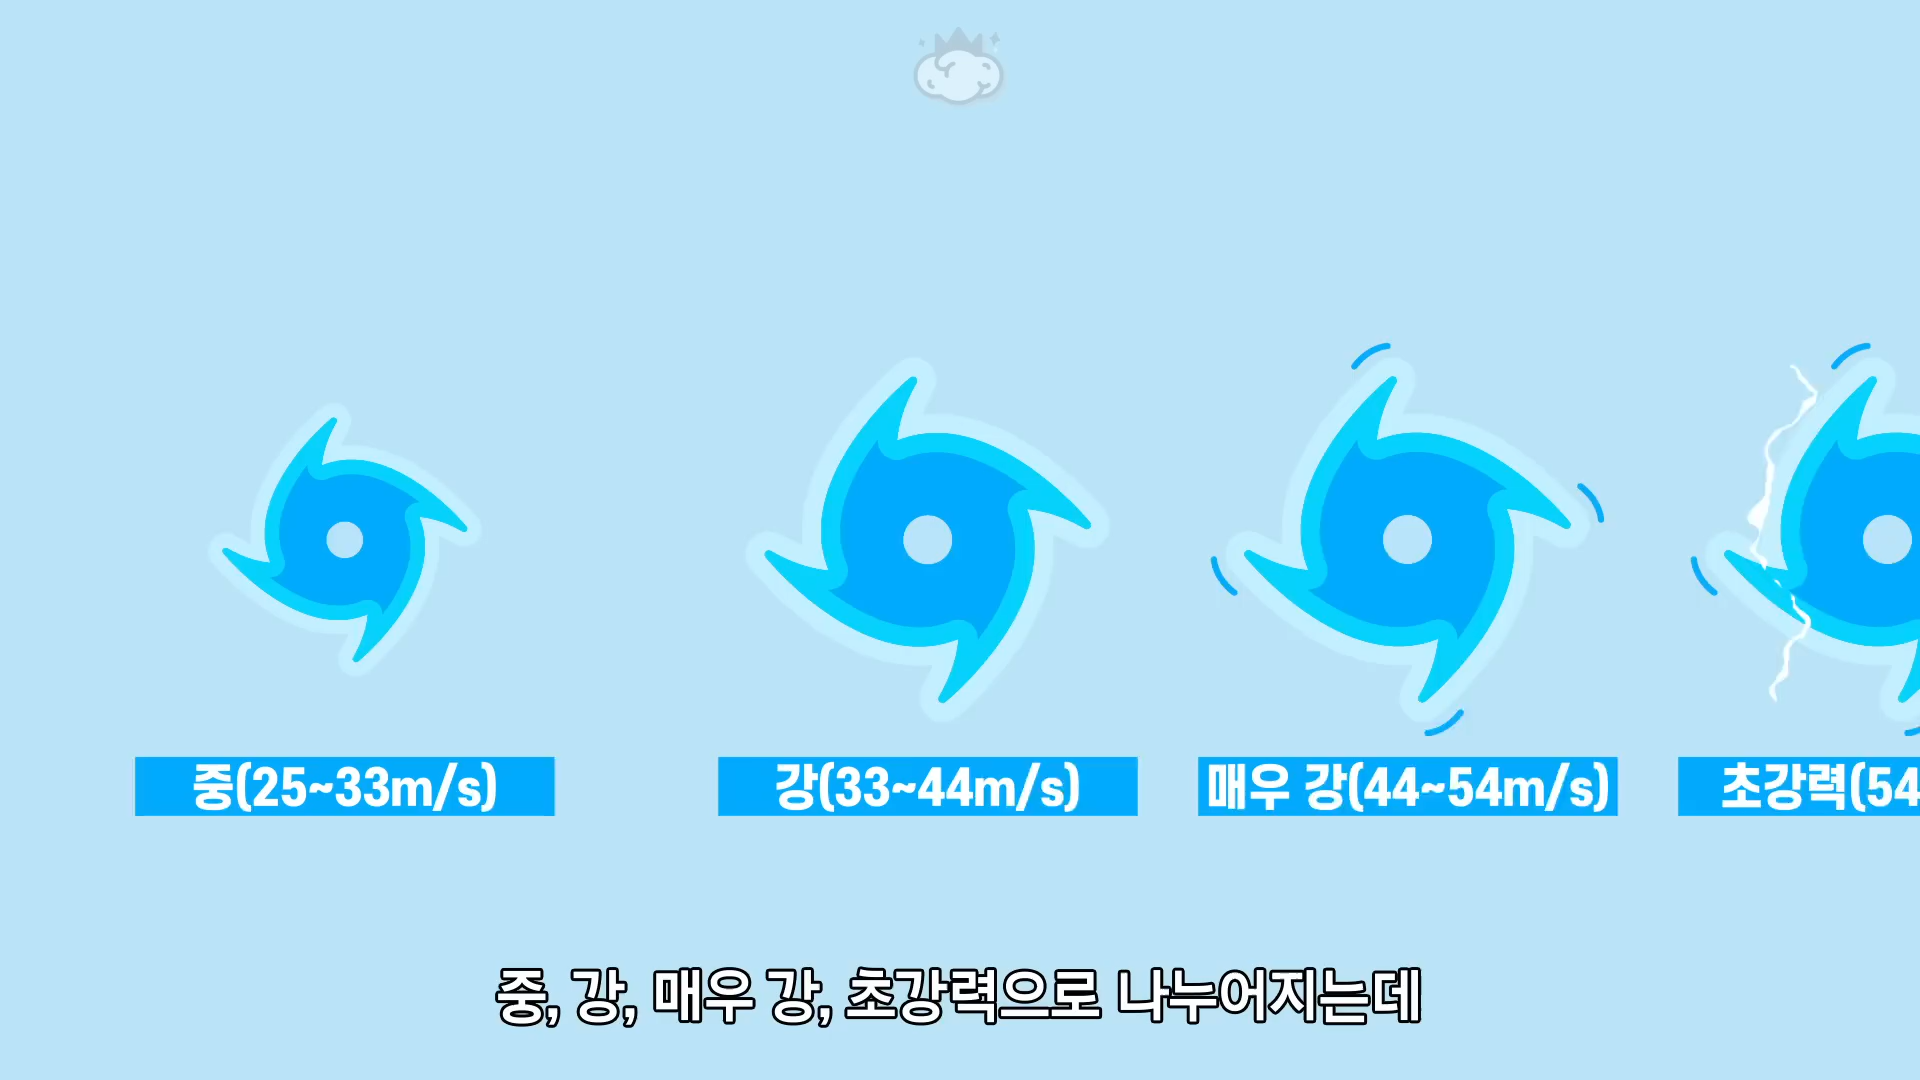 중(25~33m/s)
강(33~44m/s)
매우 강(44~54m/s)
초강력(54
중, 강, 매우 강, 초강력으로 나누어지는데